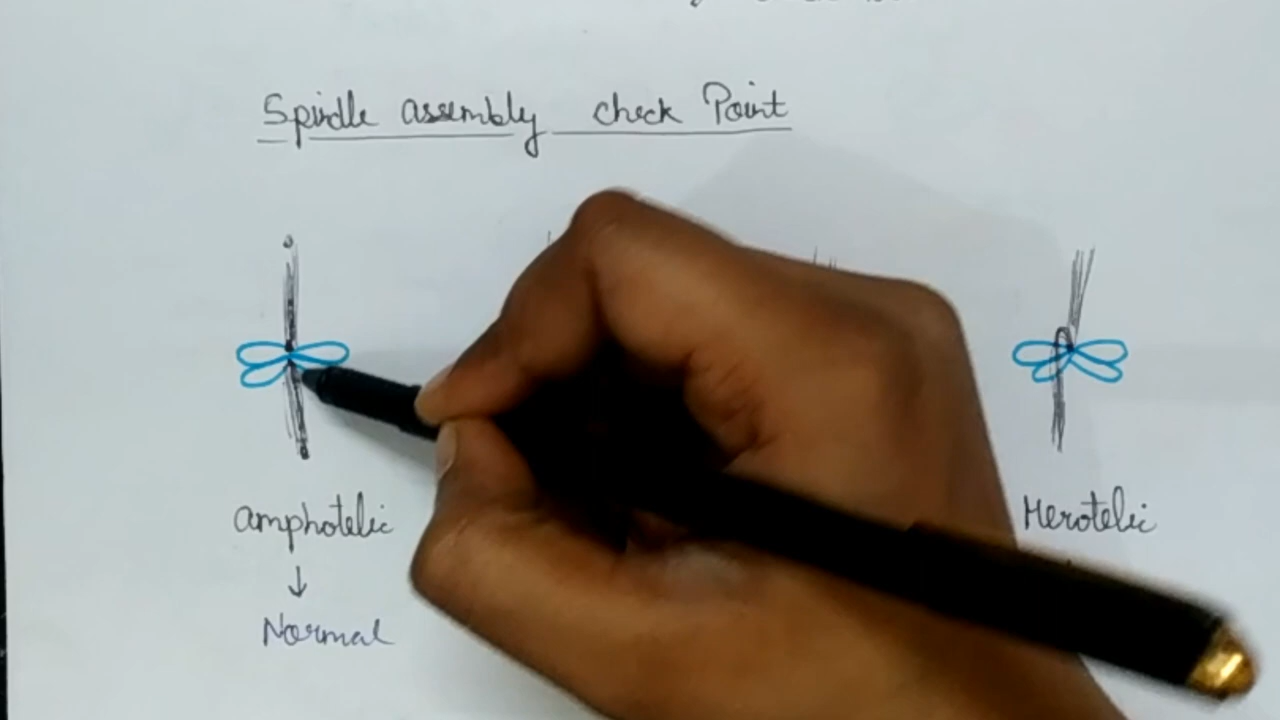 Spindle assembly check Point
Amphotelic
Merotelic
↓
Normal